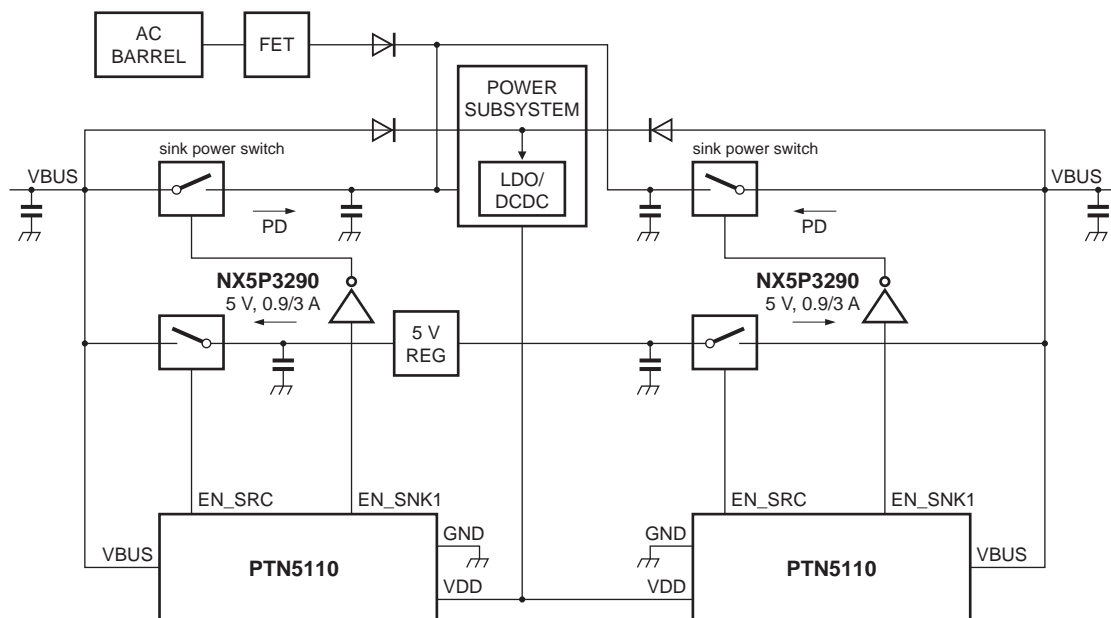 AC
BARREL
FET
POWER
SUBSYSTEM
sink power switch
sink power switch
VBUS
LDO/
DCDC
VBUS
PD
PD
NX5P3290
5 V, 0.9/3 A
NX5P3290
5 V, 0.9/3 A
5 V
REG
EN_SRC
EN_SNK1
EN_SRC
EN_SNK1
GND
GND
VBUS
PTN5110
PTN5110
VBUS
VDD
VDD